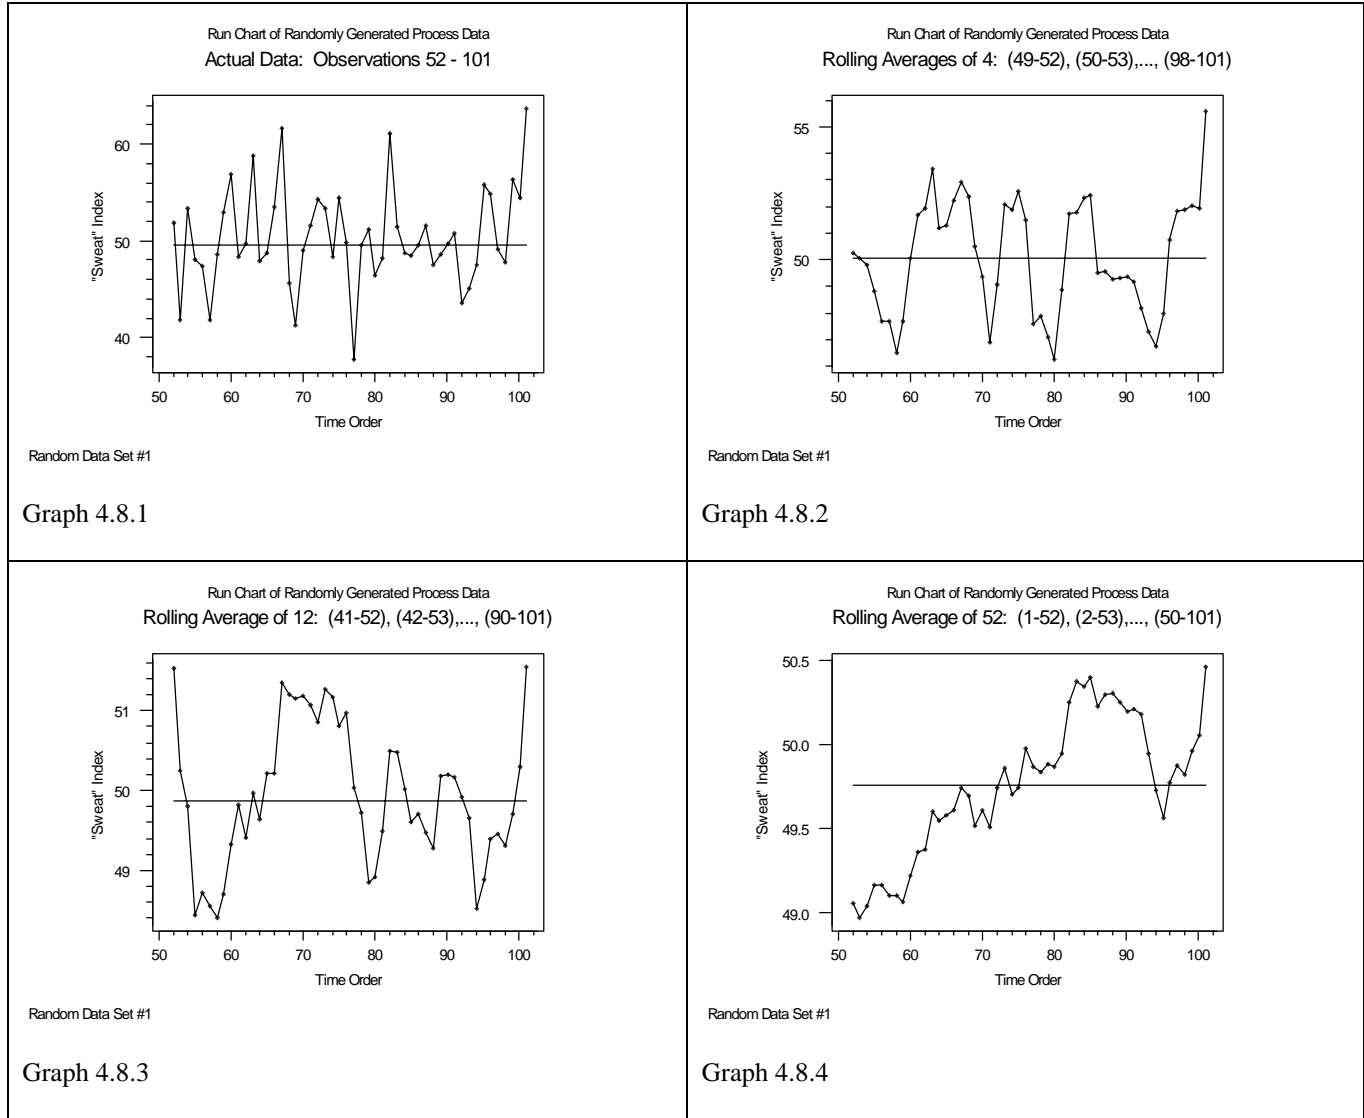 Run Chart of Randomly Generated Process Data
Actual Data: Observations 52 - 101
60
50
40
"Sweat" Index
50 60 70 80 90 100
Time Order
Random Data Set #1
Graph 4.8.1
Run Chart of Randomly Generated Process Data
Rolling Averages of 4: (49-52), (50-53),..., (98-101)
55
50
"Sweat" Index
50 60 70 80 90 100
Time Order
Random Data Set #1
Graph 4.8.2
Run Chart of Randomly Generated Process Data
Rolling Average of 12: (41-52), (42-53),..., (90-101)
51
50
49
"Sweat" Index
50 60 70 80 90 100
Time Order
Random Data Set #1
Graph 4.8.3
Run Chart of Randomly Generated Process Data
Rolling Average of 52: (1-52), (2-53),..., (50-101)
50.5
50.0
49.5
49.0
"Sweat" Index
50 60 70 80 90 100
Time Order
Random Data Set #1
Graph 4.8.4